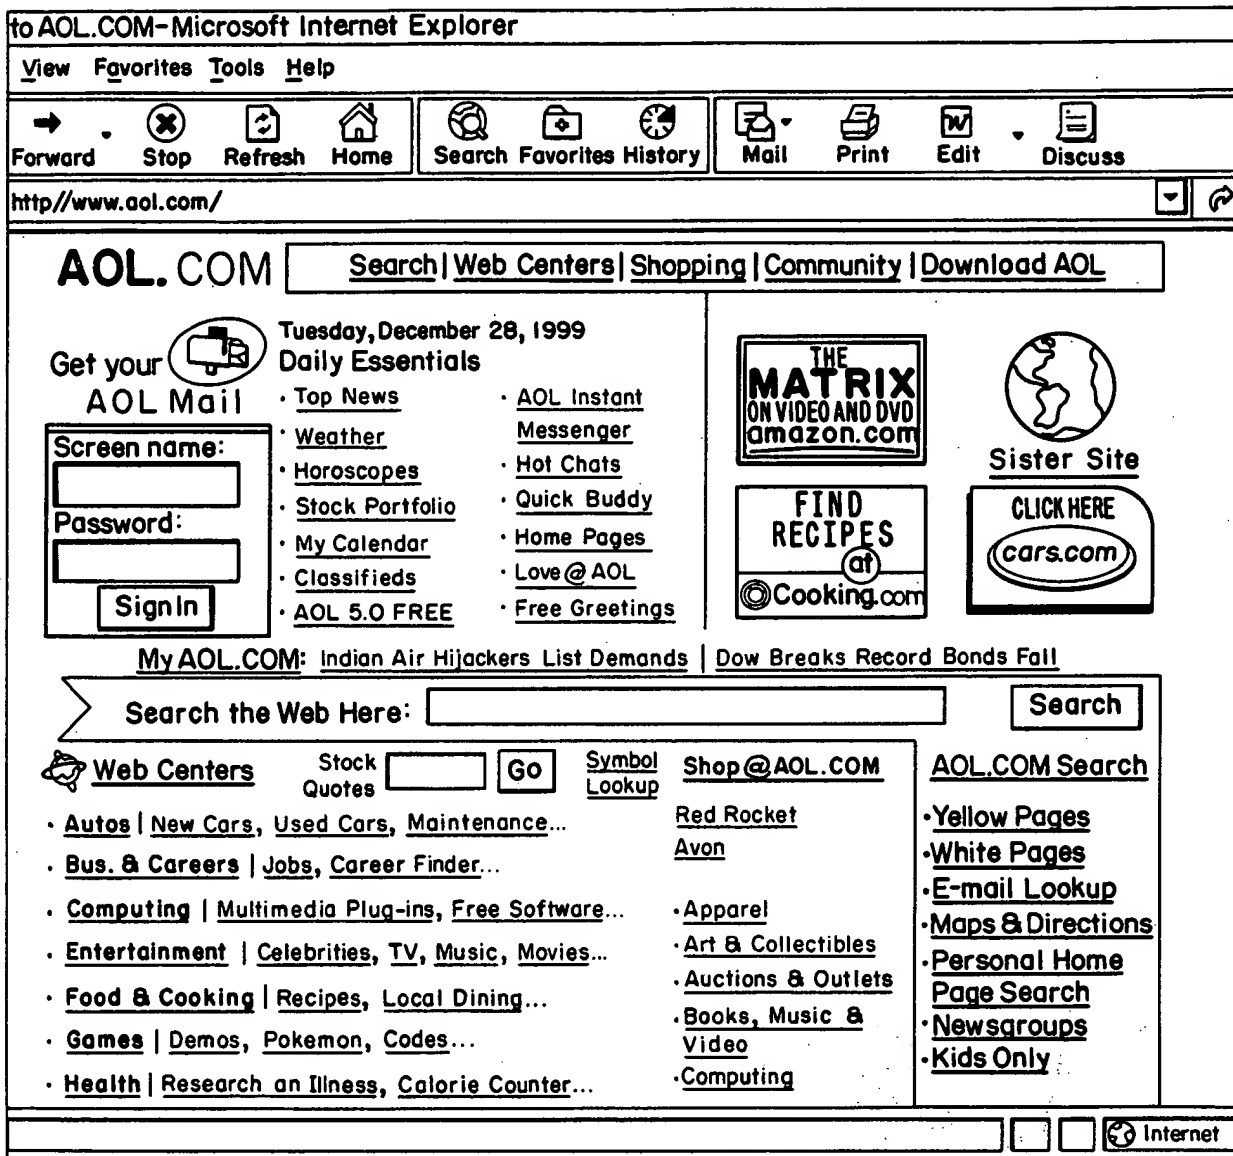 to AOL.COM-Microsoft Internet Explorer
View Favorites Tools Help
Forward Stop Refresh Home Search Favorites History Mail Print Edit Discuss
http//www.aol.com/
AOL.COM Search | Web Centers | Shopping | Community | Download AOL
Get your
AOL Mail
Screen name:
Password:
Sign In
Tuesday, December 28, 1999
Daily Essentials
· Top News
· Weather
· Horoscopes
· Stock Portfolio
· My Calendar
· Classifieds
· AOL 5.0 FREE
· AOL Instant
Messenger
· Hot Chats
· Quick Buddy
· Home Pages
· Love@AOL
· Free Greetings
THE
MATRIX
ON VIDEO AND DVD
amazon.com
Sister Site
FIND
RECIPES
at
Cooking.com
CLICK HERE
cars.com
My AOL.COM: Indian Air Hijackers List Demands | Dow Breaks Record Bonds Fall
Search the Web Here: Search
Web Centers
Stock
Quotes
Go
Symbol
Lookup
· Autos | New Cars, Used Cars, Maintenance...
· Bus. & Careers | Jobs, Career Finder...
· Computing | Multimedia Plug-ins, Free Software...
· Entertainment | Celebrities, TV, Music, Movies...
· Food & Cooking | Recipes, Local Dining...
· Games | Demos, Pokemon, Codes...
· Health | Research an Illness, Calorie Counter...
Shop@AOL.COM
Red Rocket
Avon
· Apparel
· Art & Collectibles
· Auctions & Outlets
· Books, Music &
Video
· Computing
AOL.COM Search
· Yellow Pages
· White Pages
· E-mail Lookup
· Maps & Directions
· Personal Home
Page Search
· Newsgroups
· Kids Only
Internet